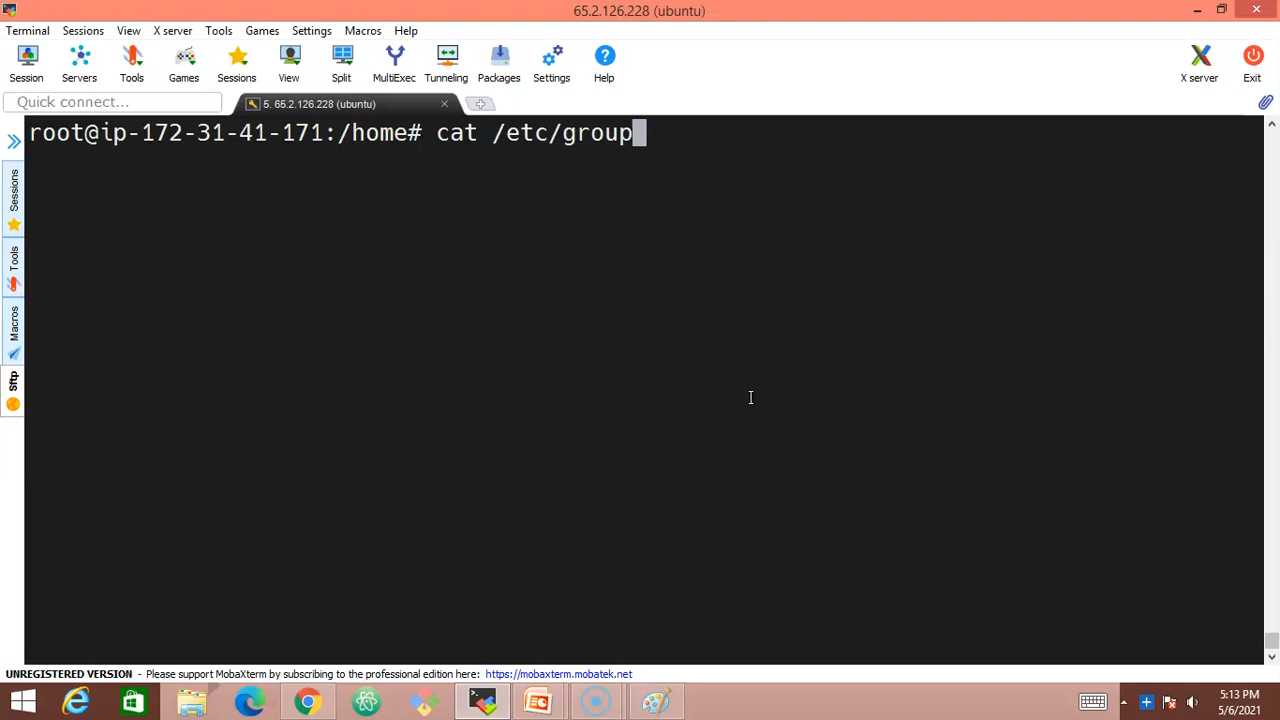 65.2.126.228 (ubuntu)
Terminal Sessions View X server Tools Games Settings Macros Help
Session Servers Tools Games Sessions View Split MultiExec Tunneling Packages Settings Help X server Exit
Quick connect...
5. 65.2.126.228 (ubuntu)
root@ip-172-31-41-171:/home# cat /etc/group
Sessions
Tools
Macros
Sftp
UNREGISTERED VERSION - Please support MobaXterm by subscribing to the professional edition here: https://mobaxterm.mobatek.net
5:13 PM
5/6/2021